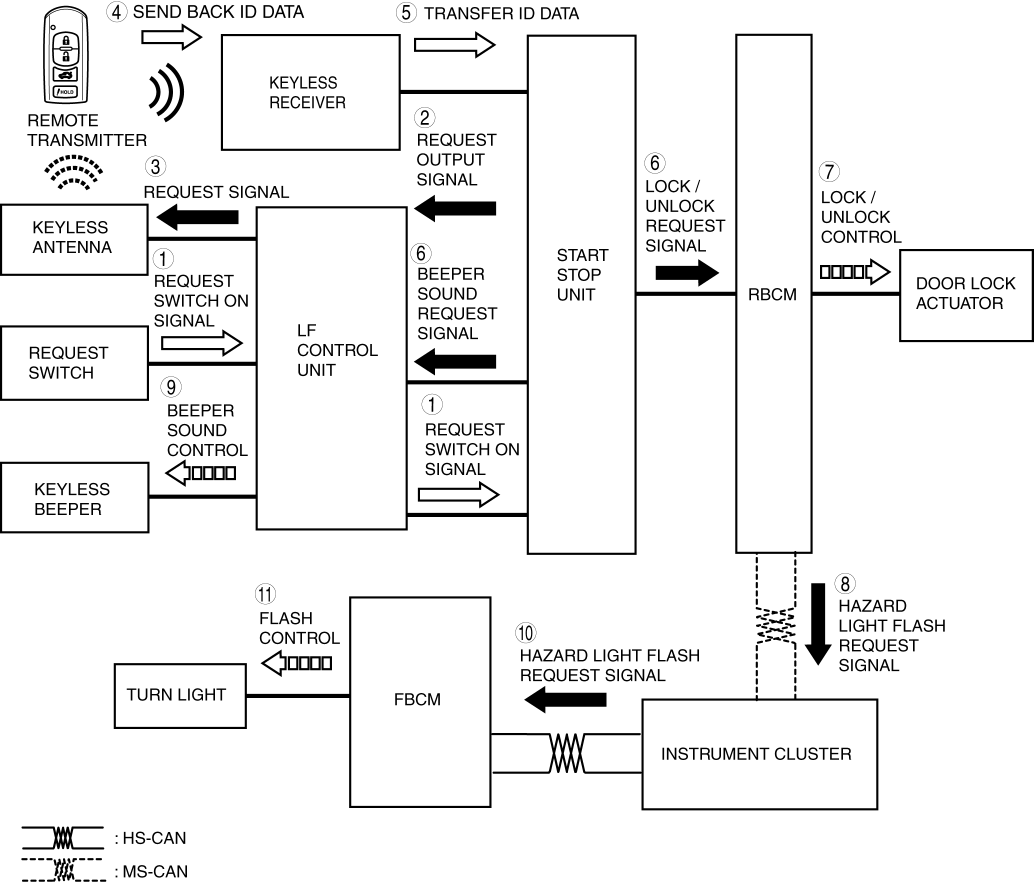 ④ SEND BACK ID DATA
⑤ TRANSFER ID DATA
KEYLESS
RECEIVER
HOLD
REMOTE
TRANSMITTER
② REQUEST
OUTPUT
SIGNAL
③
REQUEST SIGNAL
KEYLESS
ANTENNA
①
REQUEST
SWITCH ON
SIGNAL
REQUEST
SWITCH
⑨
BEEPER
SOUND
CONTROL
KEYLESS
BEEPER
LF
CONTROL
UNIT
⑥
BEEPER
SOUND
REQUEST
SIGNAL
①
REQUEST
SWITCH ON
SIGNAL
START
STOP
UNIT
⑥
LOCK /
UNLOCK
REQUEST
SIGNAL
RBCM
⑦
LOCK /
UNLOCK
CONTROL
DOOR LOCK
ACTUATOR
⑧
HAZARD
LIGHT FLASH
REQUEST
SIGNAL
⑪
FLASH
CONTROL
TURN LIGHT
FBCM
⑩
HAZARD LIGHT FLASH
REQUEST SIGNAL
INSTRUMENT CLUSTER
: HS-CAN
: MS-CAN